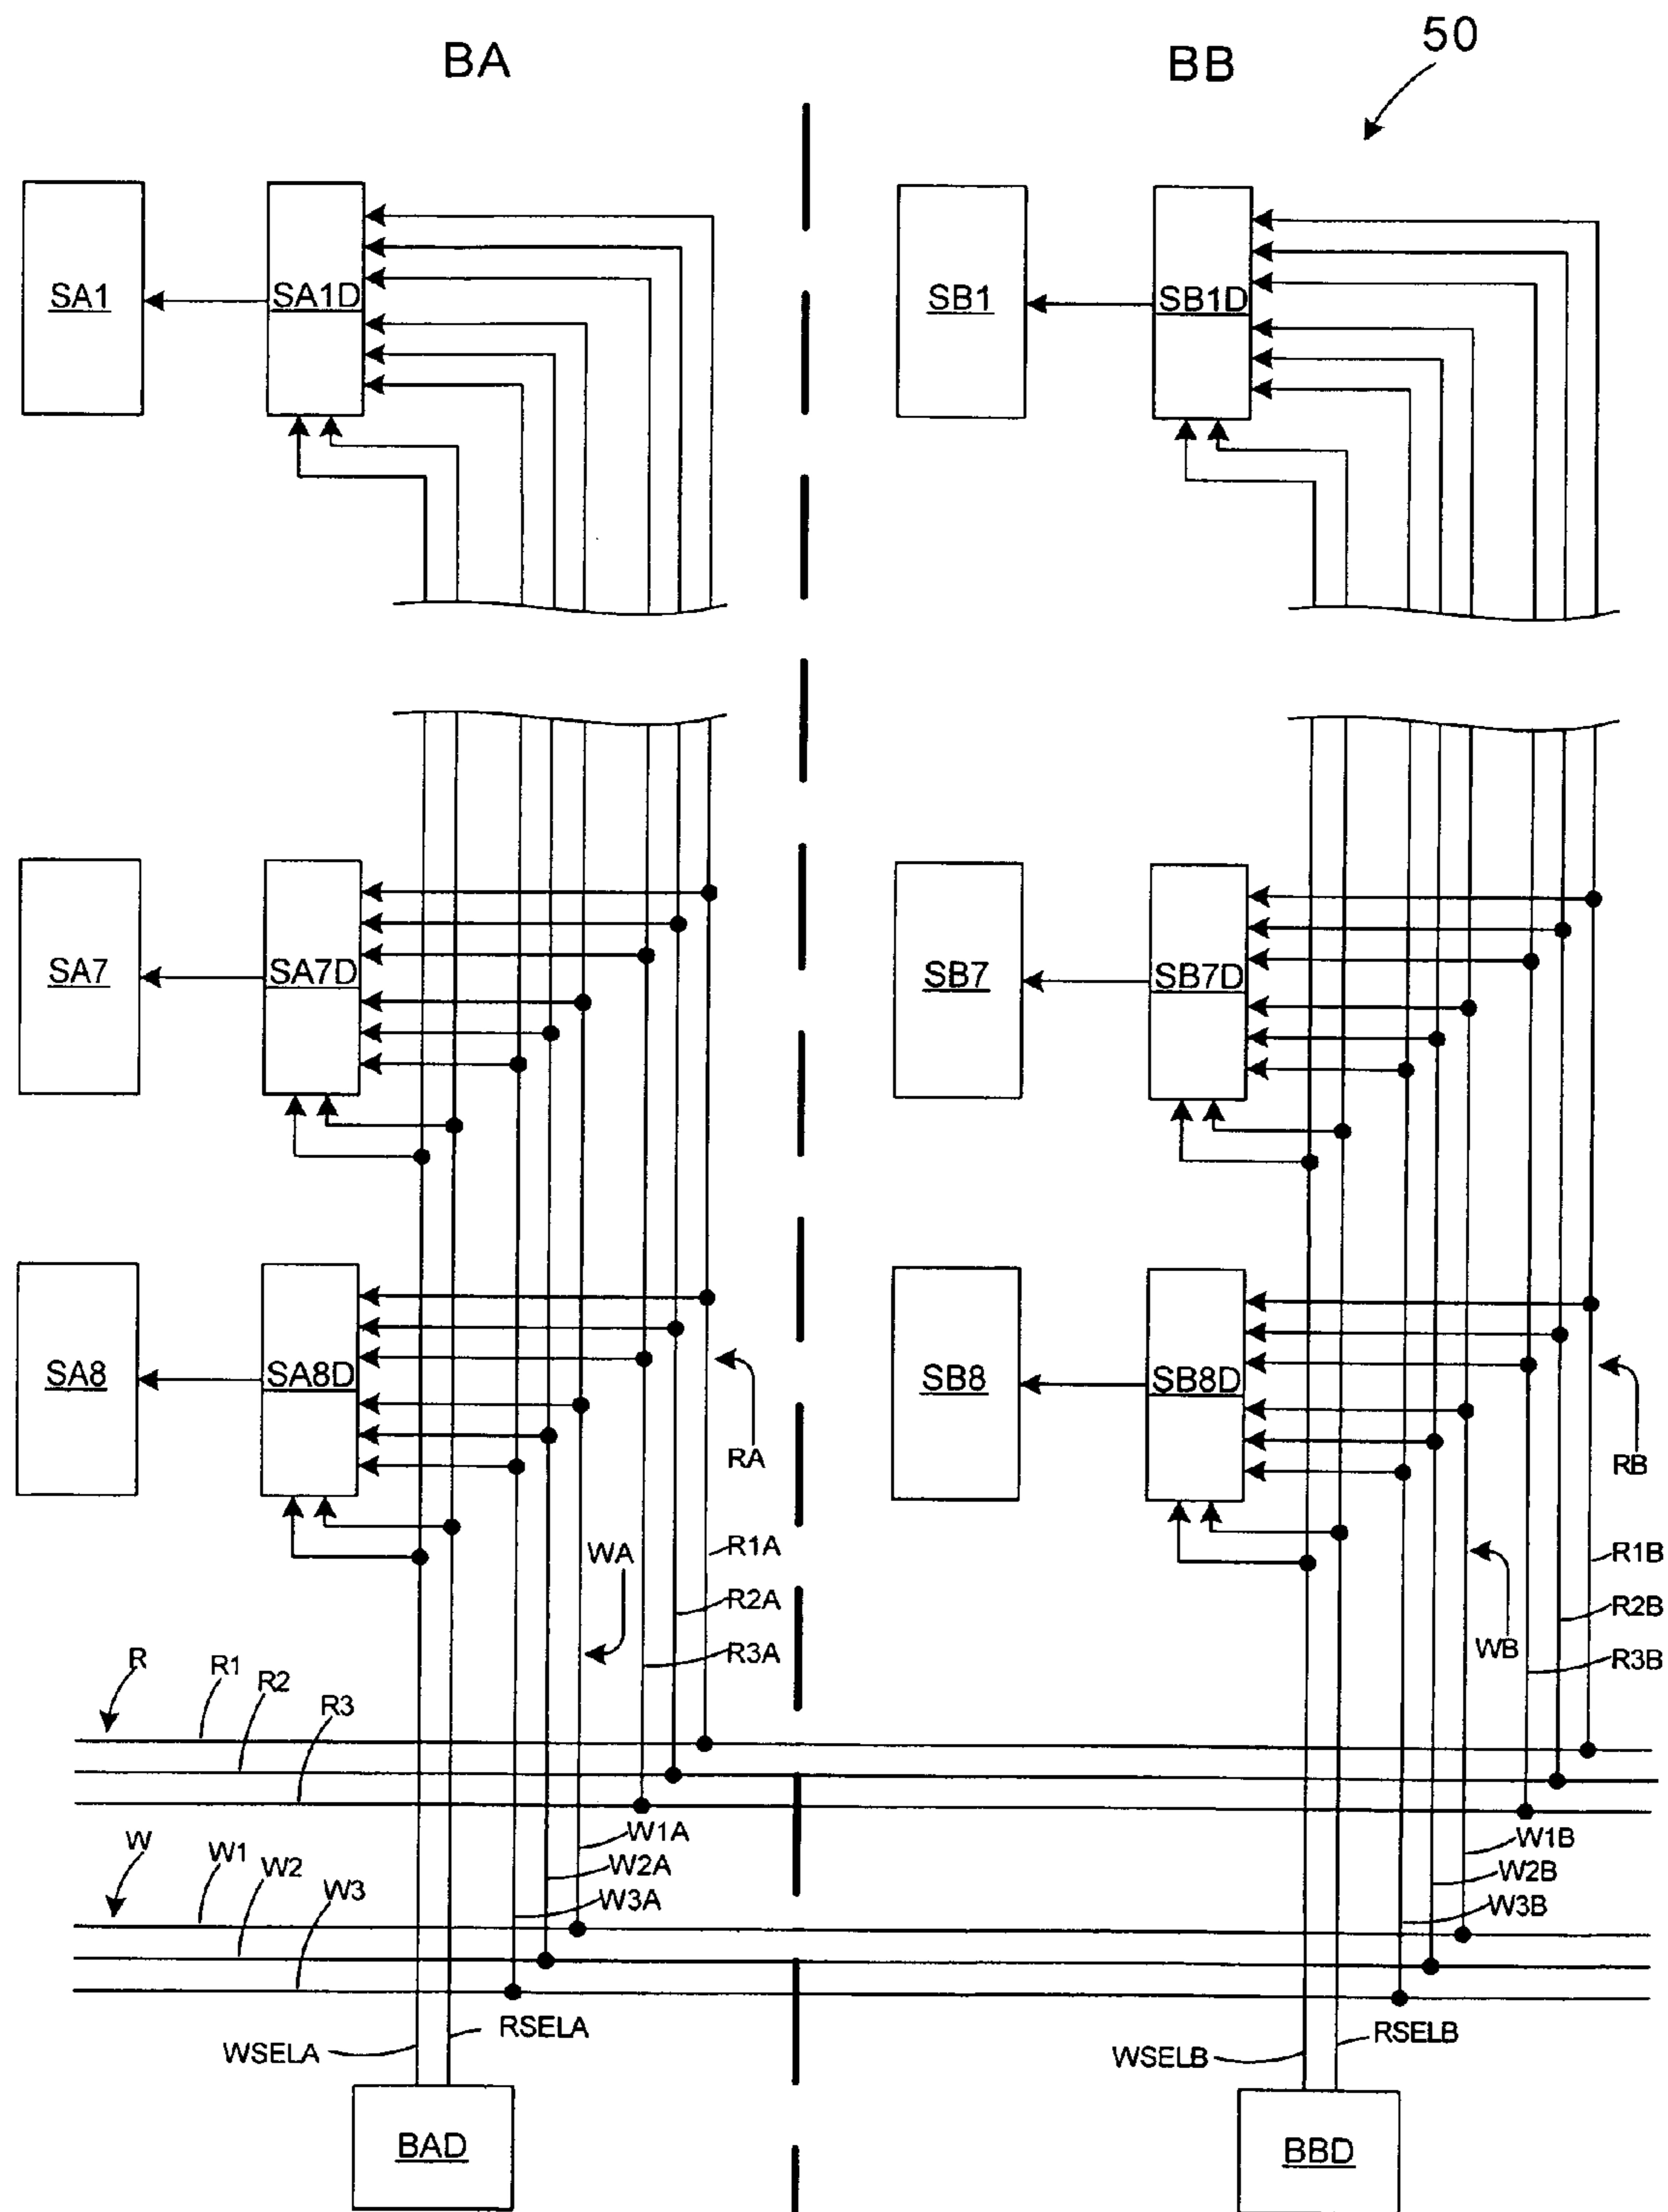 BA
BB
50
SA1
SA1D
SB1
SB1D
SA7
SA7D
SB7
SB7D
SA8
SA8D
SB8
SB8D
RA
RB
WA
R1A
R1B
R2A
R2B
WB
R3A
R3B
R
R1
R2
R3
W
W1
W2
W3
W1A
W2A
W3A
W1B
W2B
W3B
WSELA
RSELA
WSELB
RSELB
BAD
BBD